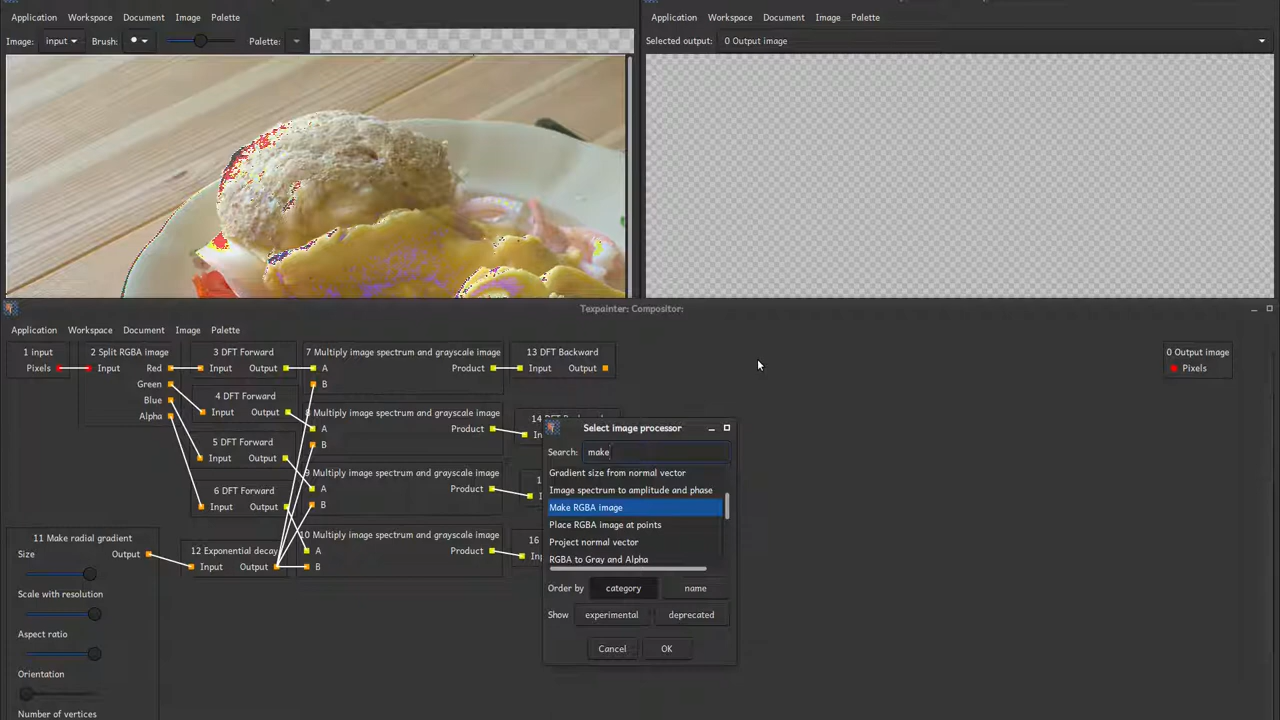 Application Workspace Document Image Palette
Image: input Brush: Palette:
Application Workspace Document Image Palette
Selected output: 0 Output image
Texpainter: Compositor:
Application Workspace Document Image Palette
1 input
Pixels
2 Split RGBA image
Input Red
Green
Blue
Alpha
3 DFT Forward
Input Output
4 DFT Forward
Input Output
5 DFT Forward
Input Output
6 DFT Forward
Input Output
7 Multiply image spectrum and grayscale image
A Product
B
8 Multiply image spectrum and grayscale image
A Product
B
9 Multiply image spectrum and grayscale image
A Product
B
10 Multiply image spectrum and grayscale image
A Product
B
11 Make radial gradient
Size Output
Scale with resolution
Aspect ratio
Orientation
Number of vertices
12 Exponential decay
Input Output
13 DFT Backward
Input Output
14
16
0 Output image
Pixels
Select image processor
Search: make
Gradient size from normal vector
Image spectrum to amplitude and phase
Make RGBA image
Place RGBA image at points
Project normal vector
RGBA to Gray and Alpha
Order by category name
Show experimental deprecated
Cancel OK